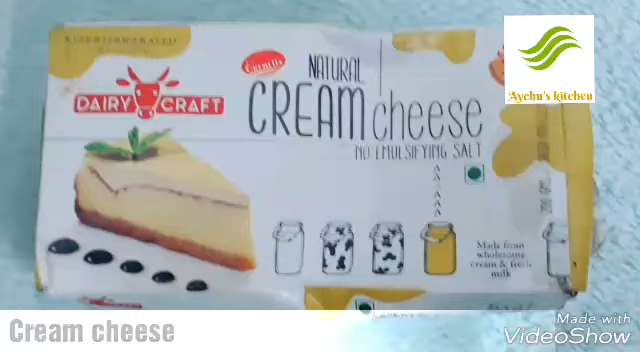 Aychu's kitchen
DAIRY CRAFT
NATURAL
CREAM cheese
NO EMULSIFYING SALT
Made from
wholesome
cream & fresh
milk
Cream cheese
Made with
VideoShow